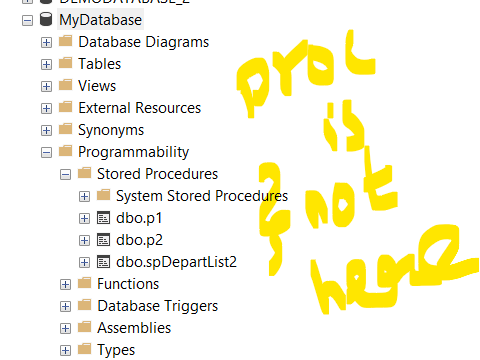 DEMODATABASE_2
MyDatabase
Database Diagrams
Tables
Views
External Resources
Synonyms
Programmability
Stored Procedures
System Stored Procedures
dbo.p1
dbo.p2
dbo.spDepartList2
Functions
Database Triggers
Assemblies
Types
proc
is
not
here